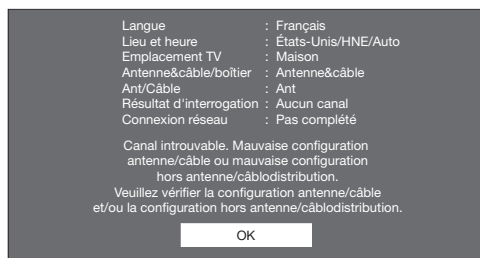 Langue : Français
Lieu et heure : États-Unis/HNE/Auto
Emplacement TV : Maison
Antenne&câble/boîtier : Antenne&câble
Ant/Câble : Ant
Résultat d'interrogation : Aucun canal
Connexion réseau : Pas complété
Canal introuvable. Mauvaise configuration
antenne/câble ou mauvaise configuration
hors antenne/câblodistribution.
Veuillez vérifier la configuration antenne/câble
et/ou la configuration hors antenne/câblodistribution.
OK